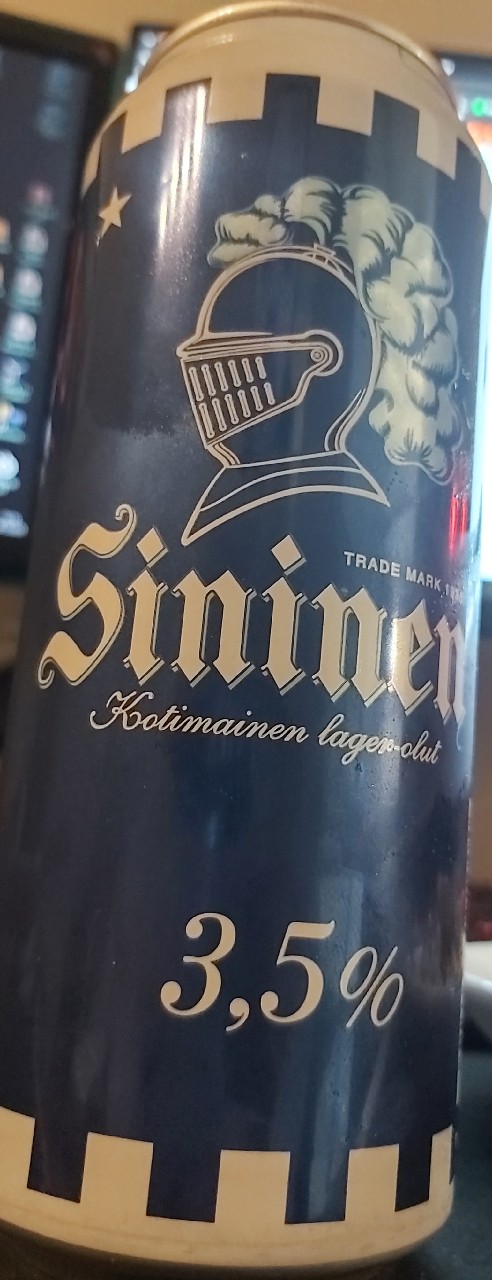 TRADE MARK
Sininen
Kotimainen lager-olut
3,5%